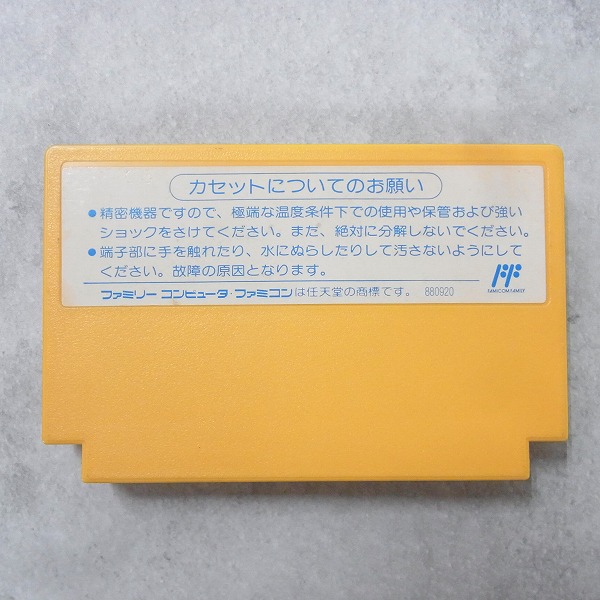 カセットについてのお願い
●精密機器ですので、極端な温度条件下での使用や保管および強い
ショックをさけてください。まだ、絶対に分解しないでください。
●端子部に手を触れたり、水にぬらしたりして汚さないようにして
ください。故障の原因となります。
ファミリーコンピュータ・ファミコンは任天堂の商標です。 880920
FAMICOM FAMILY